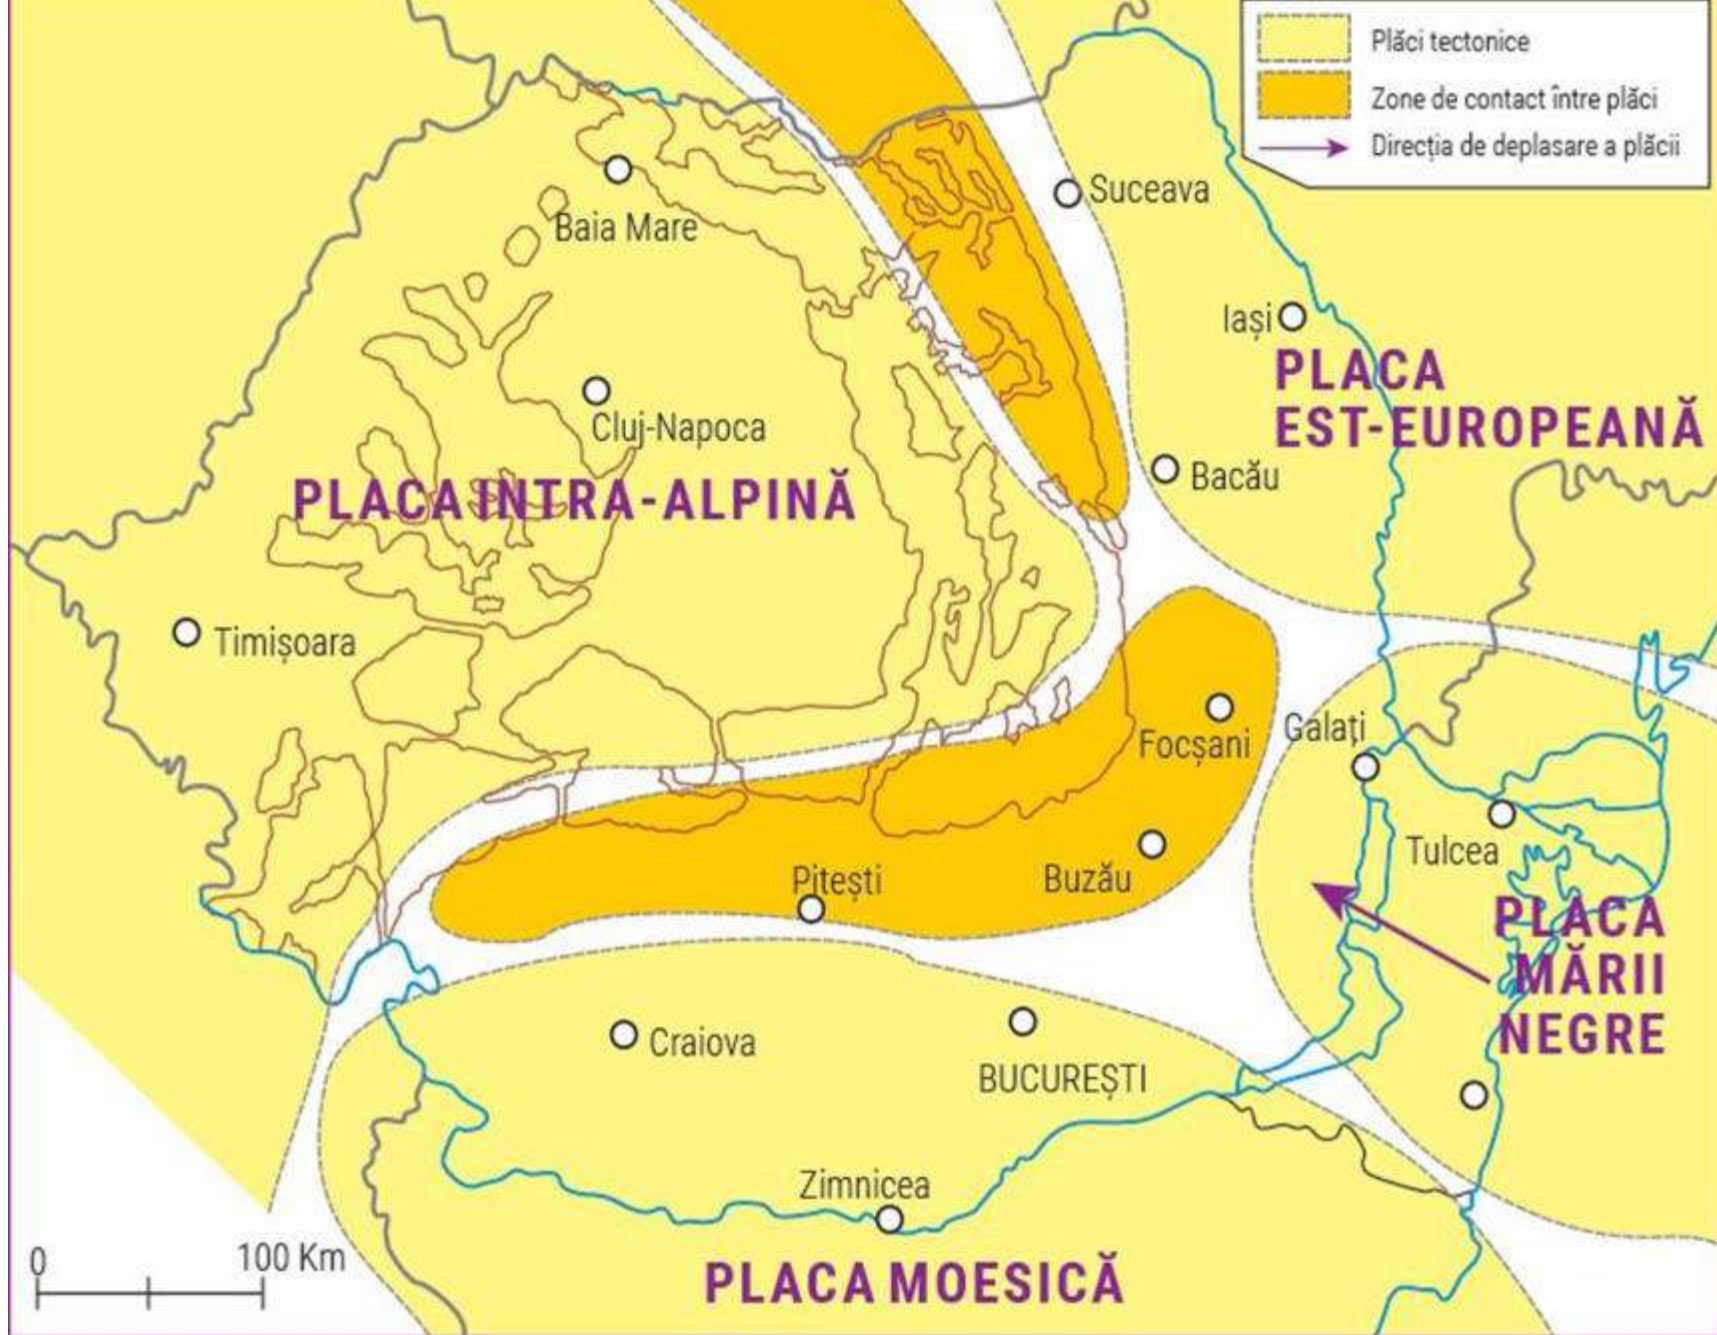 Plăci tectonice
Zone de contact între plăci
Direcția de deplasare a plăcii
Suceava
Baia Mare
Iași
PLACA
EST-EUROPEANĂ
Cluj-Napoca
Bacău
PLACA INTRA-ALPINĂ
Timișoara
Focșani
Galați
Tulcea
Pitești
Buzău
PLACA
MĂRII
NEGRE
Craiova
BUCUREȘTI
Zimnicea
0
100 Km
PLACA MOESICĂ